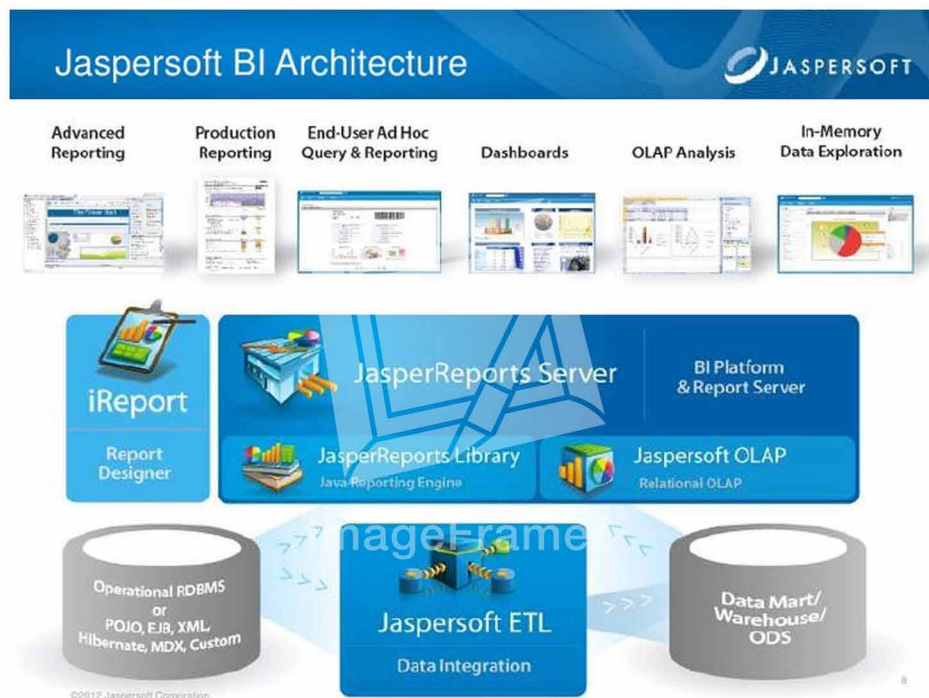 Jaspersoft BI Architecture
JASPERSOFT
Advanced
Reporting
Production
Reporting
End-User Ad Hoc
Query & Reporting
Dashboards
OLAP Analysis
In-Memory
Data Exploration
iReport
Report
Designer
JasperReports Server
BI Platform
& Report Server
JasperReports Library
Java Reporting Engine
Jaspersoft OLAP
Relational OLAP
ImageFrame
Operational RDBMS
or
POJO, EJB, XML,
Hibernate, MDX, Custom
Jaspersoft ETL
Data Integration
Data Mart/
Warehouse/
ODS
©2012 Jaspersoft Corporation.
8